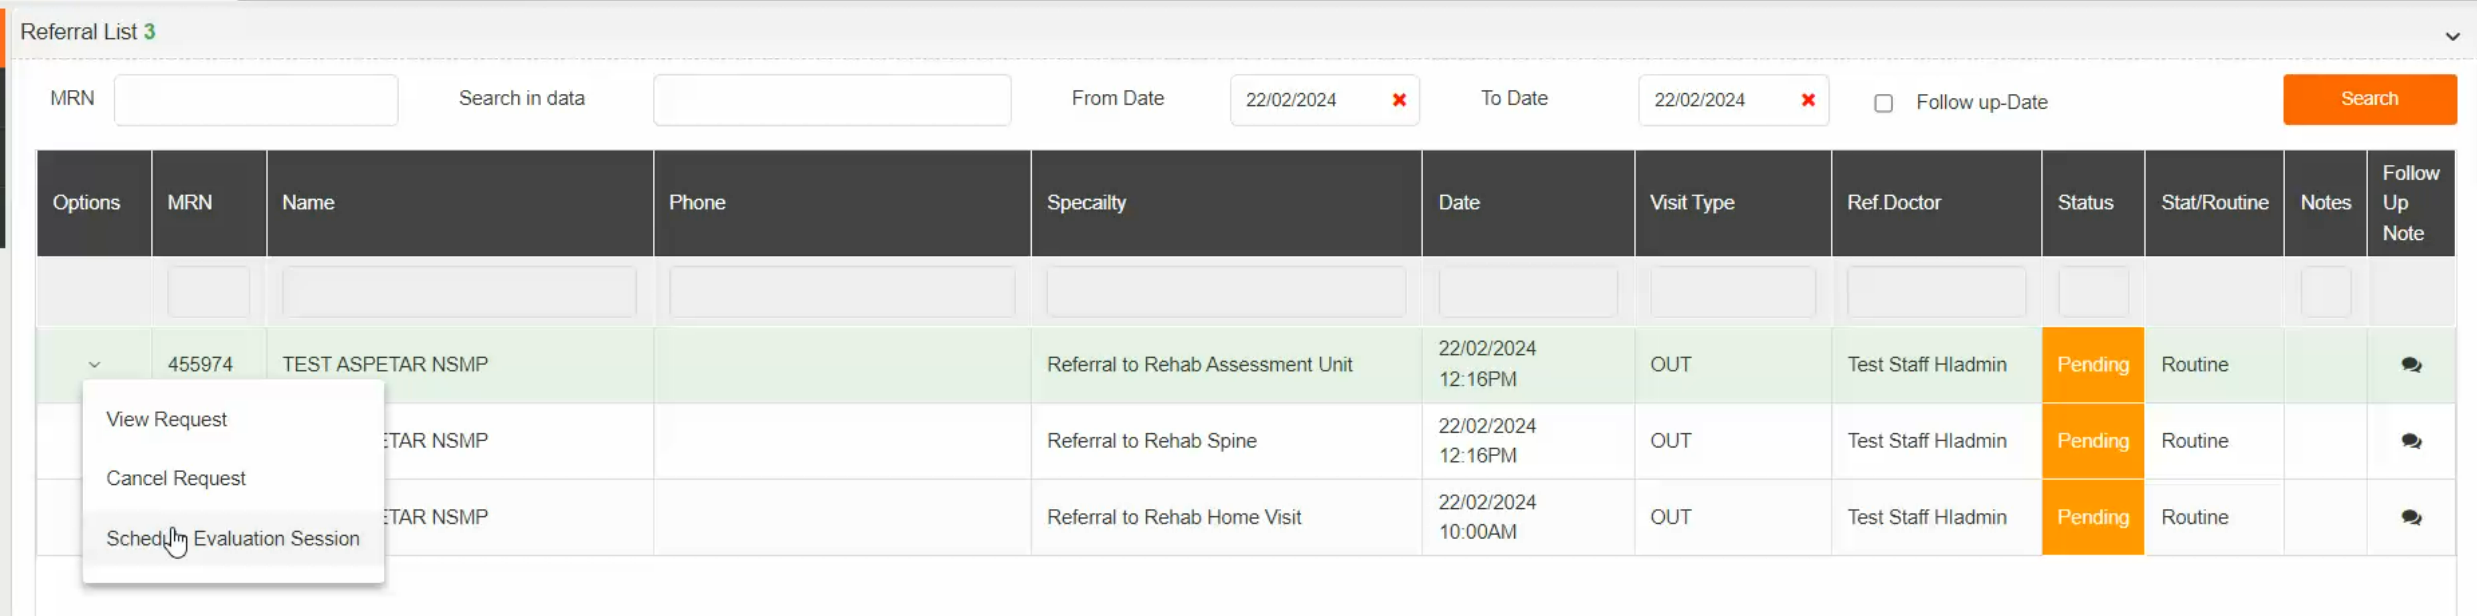 Referral List 3
MRN Search in data From Date 22/02/2024 To Date 22/02/2024 Follow up-Date Search
Options MRN Name Phone Specailty Date Visit Type Ref.Doctor Status Stat/Routine Notes Follow Up Note
455974 TEST ASPETAR NSMP Referral to Rehab Assessment Unit 22/02/2024 12:16PM OUT Test Staff Hladmin Pending Routine
View Request
ETAR NSMP Referral to Rehab Spine 22/02/2024 12:16PM OUT Test Staff Hladmin Pending Routine
Cancel Request
ETAR NSMP Referral to Rehab Home Visit 22/02/2024 10:00AM OUT Test Staff Hladmin Pending Routine
Evaluation Session